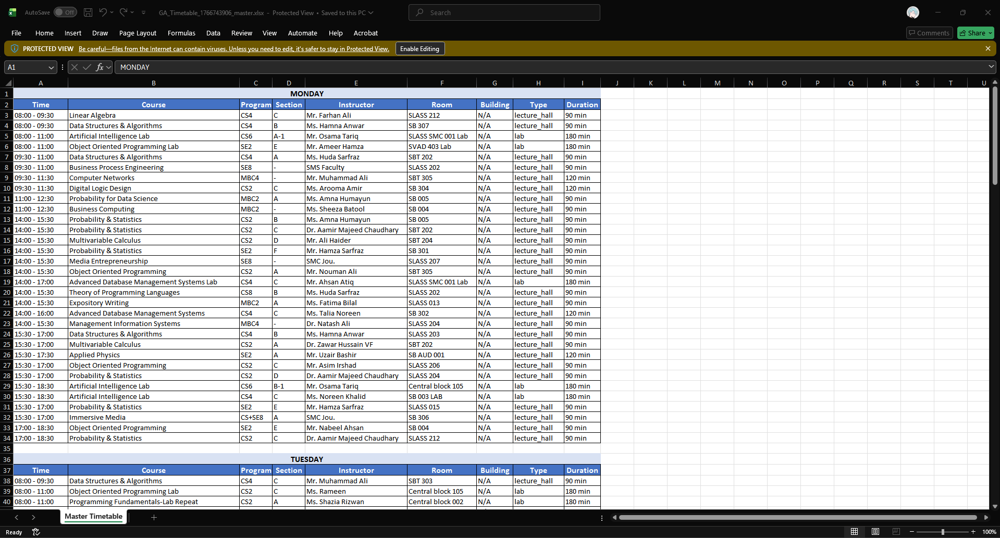 AutoSave Off GA_Timetable_1766743906_master.xlsx - Protected View • Saved to this PC Search
File Home Insert Draw Page Layout Formulas Data Review View Automate Help Acrobat Comments Share
PROTECTED VIEW Be careful—files from the Internet can contain viruses. Unless you need to edit, it's safer to stay in Protected View. Enable Editing
A1 fx MONDAY
A B C D E F G H I J K L M N O P Q R S T U
1 MONDAY
2 Time Course Program Section Instructor Room Building Type Duration
3 08:00 - 09:30 Linear Algebra CS4 C Mr. Farhan Ali SLASS 212 N/A lecture_hall 90 min
4 08:00 - 09:30 Data Structures & Algorithms CS4 B Ms. Hamna Anwar SB 307 N/A lecture_hall 90 min
5 08:00 - 11:00 Artificial Intelligence Lab CS6 A-1 Mr. Osama Tariq SLASS SMC 001 Lab N/A lab 180 min
6 08:00 - 11:00 Object Oriented Programming Lab SE2 E Mr. Ameer Hamza SVAD 403 Lab N/A lab 180 min
7 09:30 - 11:00 Data Structures & Algorithms CS4 A Ms. Huda Sarfraz SBT 202 N/A lecture_hall 90 min
8 09:30 - 11:00 Business Process Engineering SE8 - SMS Faculty SLASS 202 N/A lecture_hall 90 min
9 09:30 - 11:30 Computer Networks MBC4 - Mr. Muhammad Ali SBT 305 N/A lecture_hall 120 min
10 09:30 - 11:30 Digital Logic Design CS2 C Ms. Arooma Amir SB 304 N/A lecture_hall 120 min
11 11:00 - 12:30 Probability for Data Science MBC2 A Ms. Amna Humayun SB 005 N/A lecture_hall 90 min
12 11:00 - 12:30 Business Computing MBC2 - Ms. Sheeza Batool SB 004 N/A lecture_hall 90 min
13 14:00 - 15:30 Probability & Statistics CS2 B Ms. Amna Humayun SB 005 N/A lecture_hall 90 min
14 14:00 - 15:30 Probability & Statistics CS2 C Dr. Aamir Majeed Chaudhary SBT 202 N/A lecture_hall 90 min
15 14:00 - 15:30 Multivariable Calculus CS2 D Mr. Ali Haider SBT 204 N/A lecture_hall 90 min
16 14:00 - 15:30 Probability & Statistics SE2 F Mr. Hamza Sarfraz SB 301 N/A lecture_hall 90 min
17 14:00 - 15:30 Media Entrepreneurship SE8 - SMC Jou. SLASS 207 N/A lecture_hall 90 min
18 14:00 - 15:30 Object Oriented Programming CS2 A Mr. Nouman Ali SBT 305 N/A lecture_hall 90 min
19 14:00 - 17:00 Advanced Database Management Systems Lab CS4 C Mr. Ahsan Atiq SLASS SMC 001 Lab N/A lab 180 min
20 14:00 - 15:30 Theory of Programming Languages CS8 B Ms. Huda Sarfraz SLASS 202 N/A lecture_hall 90 min
21 14:00 - 15:30 Expository Writing MBC2 A Ms. Fatima Bilal SLASS 013 N/A lecture_hall 90 min
22 14:00 - 16:00 Advanced Database Management Systems CS4 C Ms. Talia Noreen SB 302 N/A lecture_hall 120 min
23 14:00 - 15:30 Management Information Systems MBC4 - Dr. Natash Ali SLASS 204 N/A lecture_hall 90 min
24 15:30 - 17:00 Data Structures & Algorithms CS4 B Ms. Hamna Anwar SLASS 203 N/A lecture_hall 90 min
25 15:30 - 17:00 Multivariable Calculus CS2 A Dr. Zawar Hussain VF SBT 202 N/A lecture_hall 90 min
26 15:30 - 17:30 Applied Physics SE2 A Mr. Uzair Bashir SB AUD 001 N/A lecture_hall 120 min
27 15:30 - 17:00 Object Oriented Programming CS2 C Mr. Asim Irshad SLASS 206 N/A lecture_hall 90 min
28 15:30 - 17:00 Probability & Statistics CS2 D Dr. Aamir Majeed Chaudhary SLASS 204 N/A lecture_hall 90 min
29 15:30 - 18:30 Artificial Intelligence Lab CS6 B-1 Mr. Osama Tariq Central block 105 N/A lab 180 min
30 15:30 - 18:30 Artificial Intelligence Lab CS4 C Ms. Noreen Khalid SB 003 LAB N/A lab 180 min
31 15:30 - 17:00 Probability & Statistics SE2 E Mr. Hamza Sarfraz SLASS 015 N/A lecture_hall 90 min
32 15:30 - 17:00 Immersive Media CS+SE8 A SMC Jou. SB 306 N/A lecture_hall 90 min
33 17:00 - 18:30 Object Oriented Programming SE2 E Mr. Nabeel Ahsan SB 004 N/A lecture_hall 90 min
34 17:00 - 18:30 Probability & Statistics CS2 C Dr. Aamir Majeed Chaudhary SLASS 212 N/A lecture_hall 90 min
35
36 TUESDAY
37 Time Course Program Section Instructor Room Building Type Duration
38 08:00 - 09:30 Data Structures & Algorithms CS4 C Mr. Muhammad Ali SBT 303 N/A lecture_hall 90 min
39 08:00 - 11:00 Object Oriented Programming Lab CS2 C Ms. Rameen Central block 105 N/A lab 180 min
40 08:00 - 11:00 Programming Fundamentals-Lab Repeat CS2 A Ms. Shazia Rizwan Central block 002 N/A lab 180 min
Master Timetable
Ready 100%